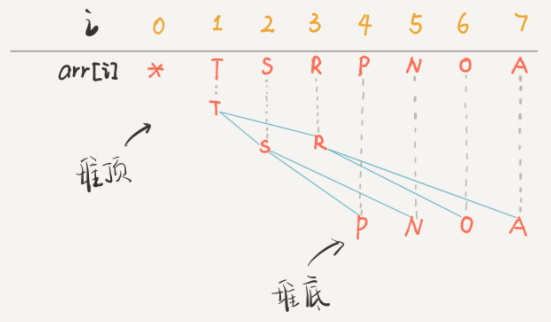 i 0 1 2 3 4 5 6 7
arr[i] * T S R P N O A
T
S R
堆顶
P N O A
堆底